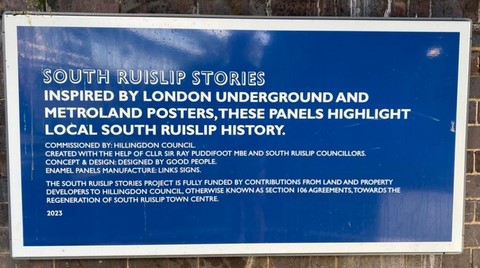 SOUTH RUISLIP STORIES
INSPIRED BY LONDON UNDERGROUND AND
METROLAND POSTERS, THESE PANELS HIGHLIGHT
LOCAL SOUTH RUISLIP HISTORY.
COMMISSIONED BY: HILLINGDON COUNCIL.
CREATED WITH THE HELP OF CLLR SIR RAY PUDDIFOOT MBE AND SOUTH RUISLIP COUNCILLORS.
CONCEPT & DESIGN: DESIGNED BY GOOD PEOPLE.
ENAMEL PANELS MANUFACTURE: LINKS SIGNS.
THE SOUTH RUISLIP STORIES PROJECT IS FULLY FUNDED BY CONTRIBUTIONS FROM LAND AND PROPERTY
DEVELOPERS TO HILLINGDON COUNCIL, OTHERWISE KNOWN AS SECTION 106 AGREEMENTS, TOWARDS THE
REGENERATION OF SOUTH RUISLIP TOWN CENTRE.
2023